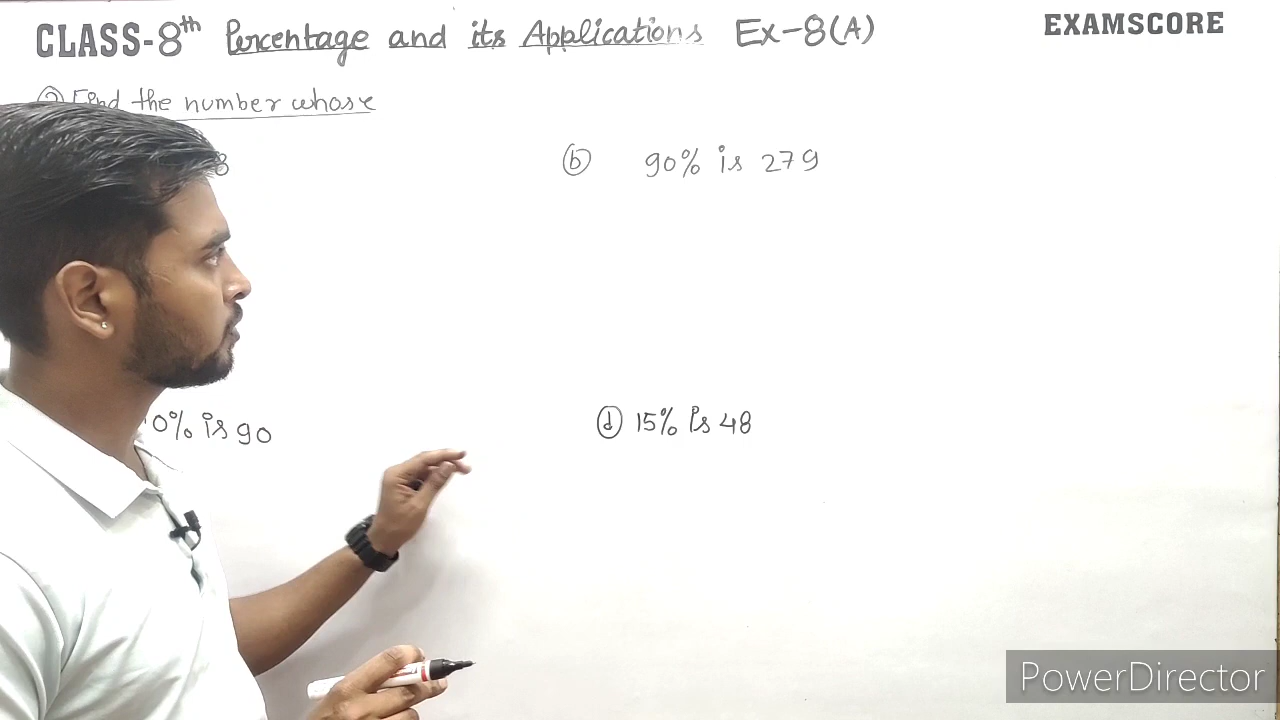 CLASS-8th Percentage and its Applications Ex-8(A)
EXAMSCORE
Find the number whose
8
(b) 90% is 279
0% is 90
(d) 15% is 48
PowerDirector